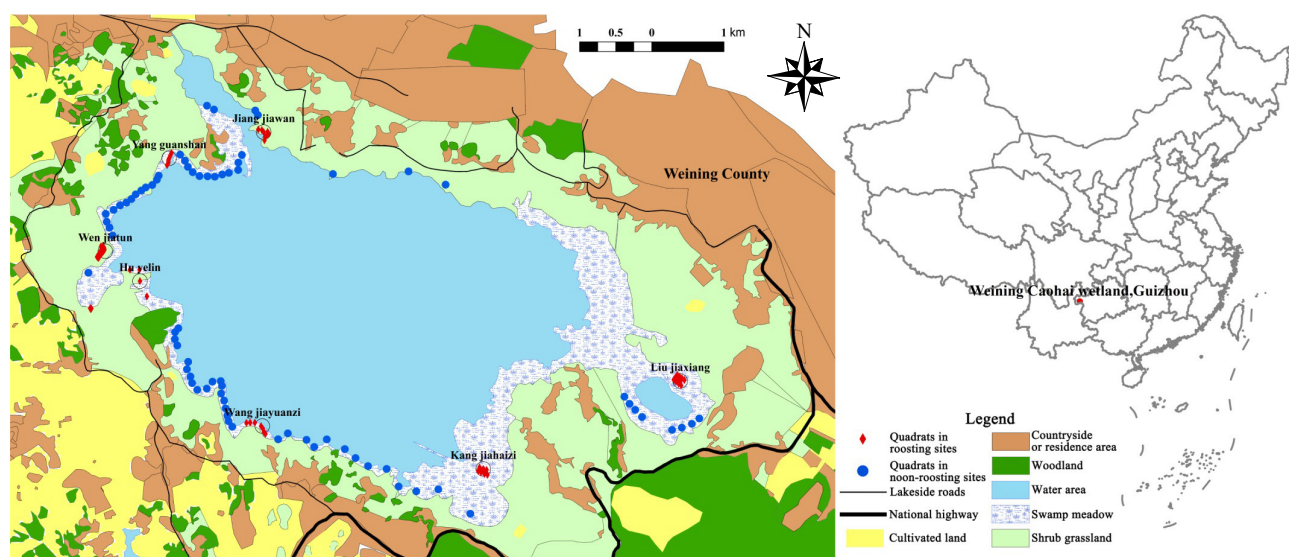 1 0.5 0 1 km
N
Jiang jiawan
Yang guanshan
Weining County
Wen jiatun
Hu yelin
Weining Caohai wetland,Guizhou
Liu jiaxiang
Wang jiayuanzi
Kang jiahaizi
Legend
Quadrats in
roosting sites
Quadrats in
non-roosting sites
Lakeside roads
National highway
Cultivated land
Countryside
or residence area
Woodland
Water area
Swamp meadow
Shrub grassland